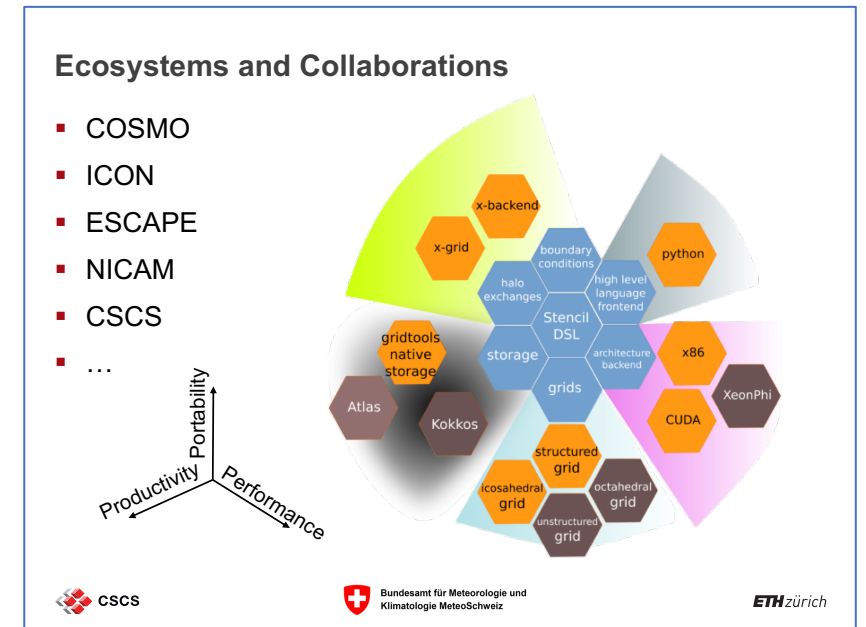 Ecosystems and Collaborations
▪ COSMO
▪ ICON
▪ ESCAPE
▪ NICAM
▪ CSCS
▪ …
Portability
Productivity
Performance
x-backend
x-grid
boundary
conditions
halo
exchanges
high level
language
frontend
python
Stencil
DSL
storage
architecture
backend
grids
gridtools
native
storage
Atlas
Kokkos
x86
CUDA
XeonPhi
structured
grid
icosahedral
grid
octahedral
grid
unstructured
grid
CSCS
Bundesamt für Meteorologie und
Klimatologie MeteoSchweiz
ETHzürich